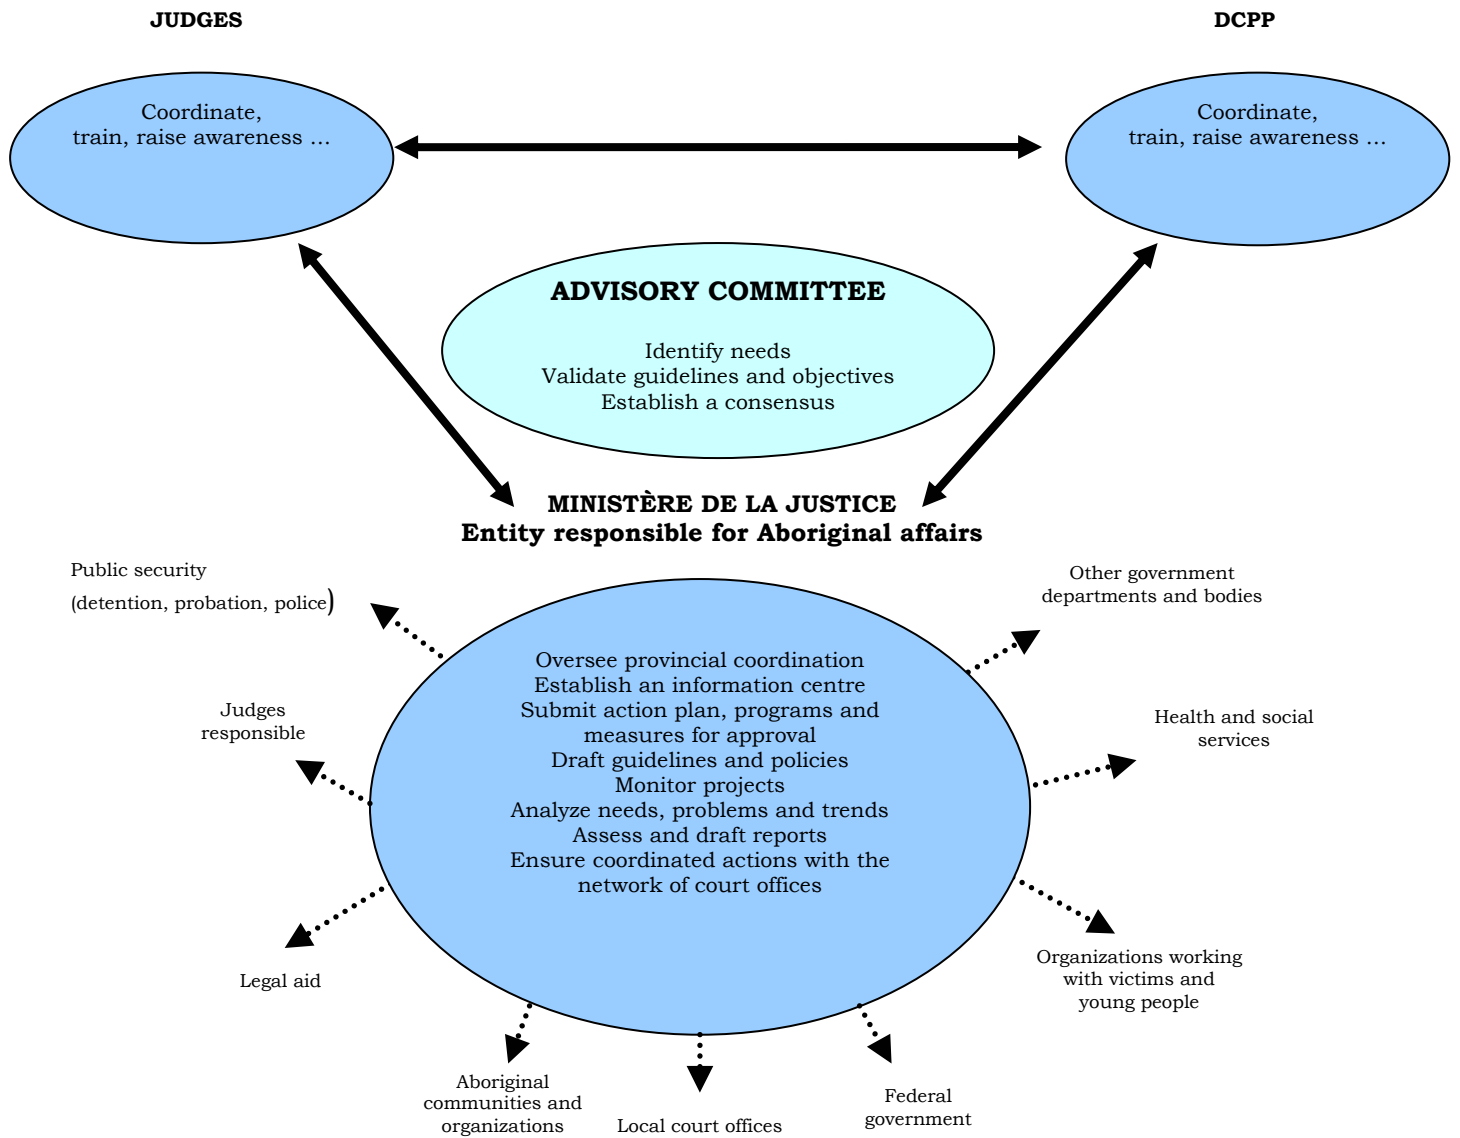 JUDGES
DCPP
Coordinate,
train, raise awareness ...
Coordinate,
train, raise awareness ...
ADVISORY COMMITTEE
Identify needs
Validate guidelines and objectives
Establish a consensus
MINISTÈRE DE LA JUSTICE
Entity responsible for Aboriginal affairs
Public security
(detention, probation, police)
Other government
departments and bodies
Oversee provincial coordination
Establish an information centre
Submit action plan, programs and
measures for approval
Draft guidelines and policies
Monitor projects
Analyze needs, problems and trends
Assess and draft reports
Ensure coordinated actions with the
network of court offices
Judges
responsible
Health and social
services
Legal aid
Organizations working
with victims and
young people
Aboriginal
communities and
organizations
Local court offices
Federal
government